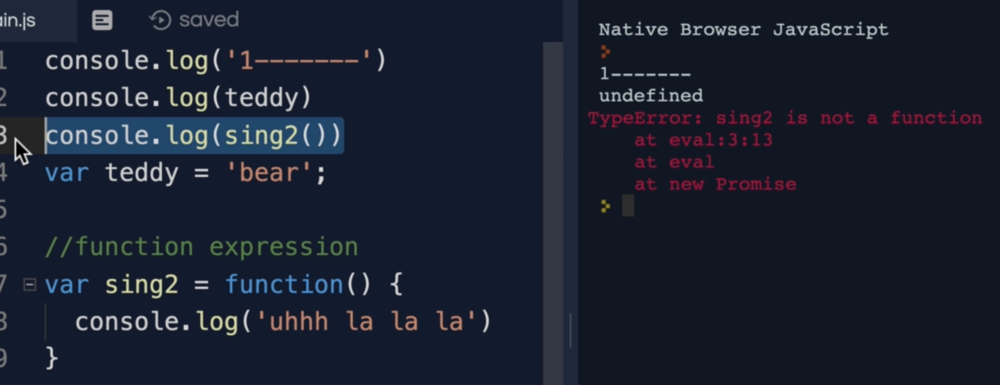 ain.js
saved
1 console.log('1-------')
2 console.log(teddy)
3 console.log(sing2())
4 var teddy = 'bear';
5
6 //function expression
7 var sing2 = function() {
8 console.log('uhhh la la la')
9 }
Native Browser JavaScript
1-------
undefined
TypeError: sing2 is not a function
at eval:3:13
at eval
at new Promise